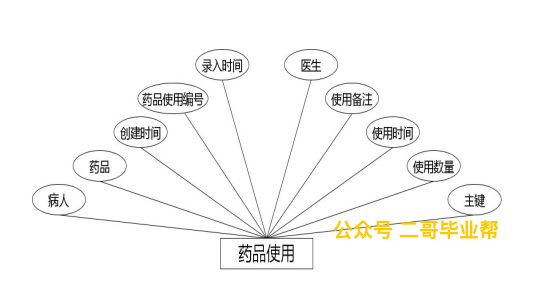 录入时间
医生
药品使用编号
使用备注
创建时间
使用时间
药品
使用数量
病人
主键
公众号 二哥毕业帮
药品使用